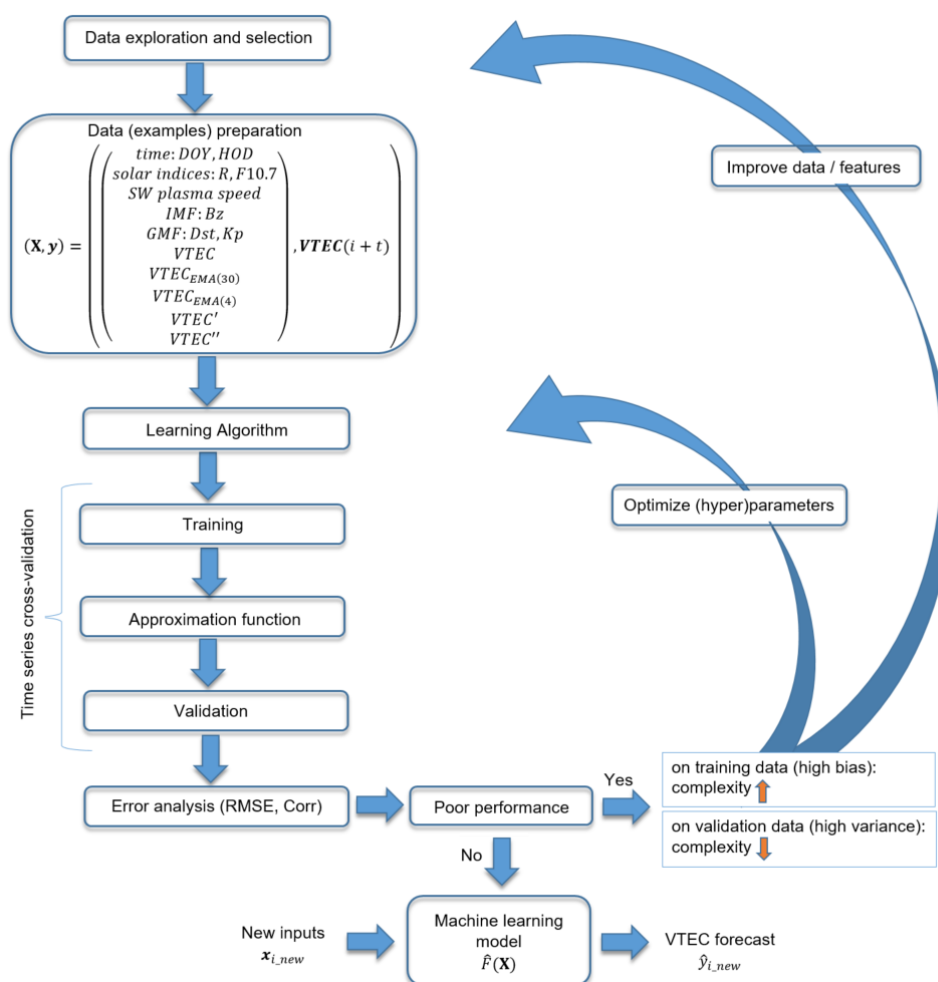 Data exploration and selection
Data (examples) preparation
time: DOY, HOD
solar indices: R, F10.7
SW plasma speed
IMF: Bz
GMF: Dst, Kp
(X, y) = , VTEC(i + t)
VTEC
VTEC_EMA(30)
VTEC_EMA(4)
VTEC'
VTEC''
Improve data / features
Learning Algorithm
Optimize (hyper)parameters
Time series cross-validation
Training
Approximation function
Validation
Error analysis (RMSE, Corr)
Poor performance
Yes
on training data (high bias):
complexity
on validation data (high variance):
complexity
No
New inputs
x_i_new
Machine learning
model
F̂(X)
VTEC forecast
ŷ_i_new